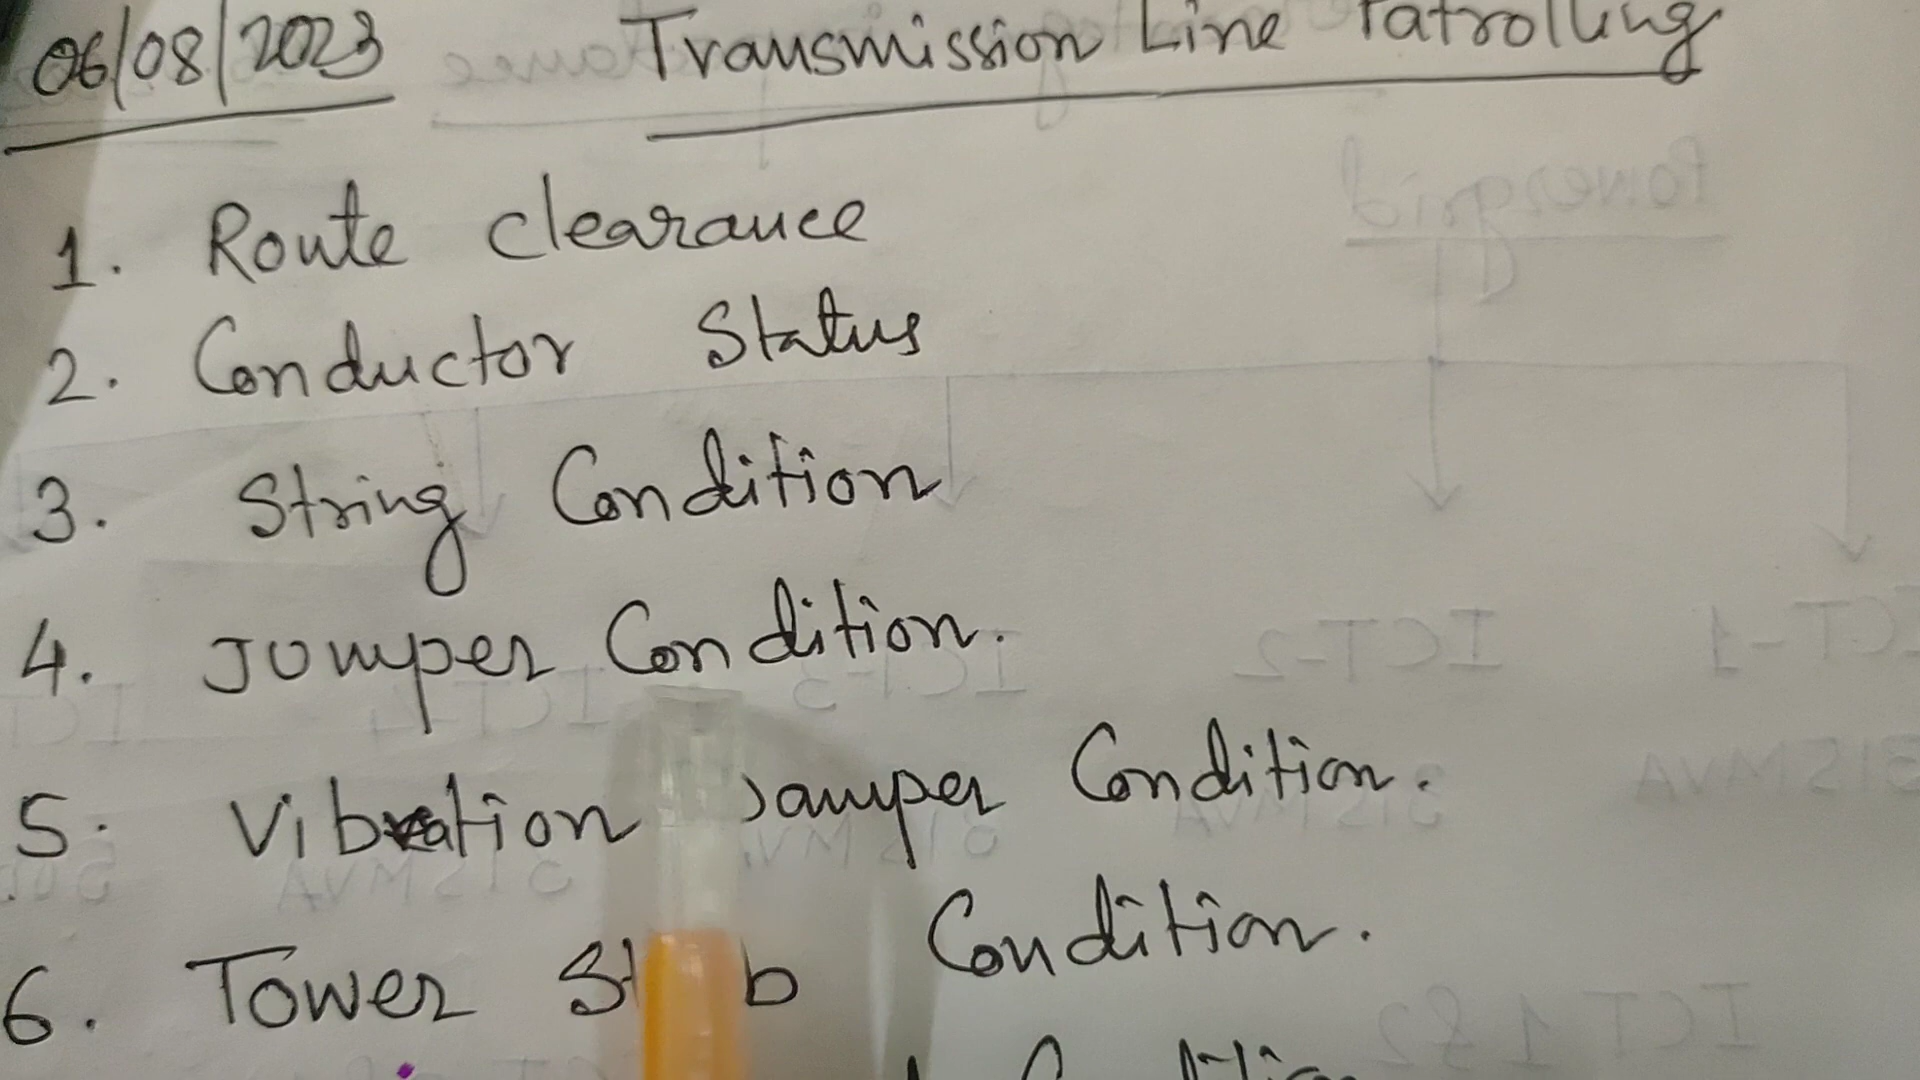 06/08/2023 Transmission Line Patrolling
1. Route clearance
2. Conductor Status
3. String Condition
4. Jumper Condition.
5. Vibration Condition.
6. Tower Condition.